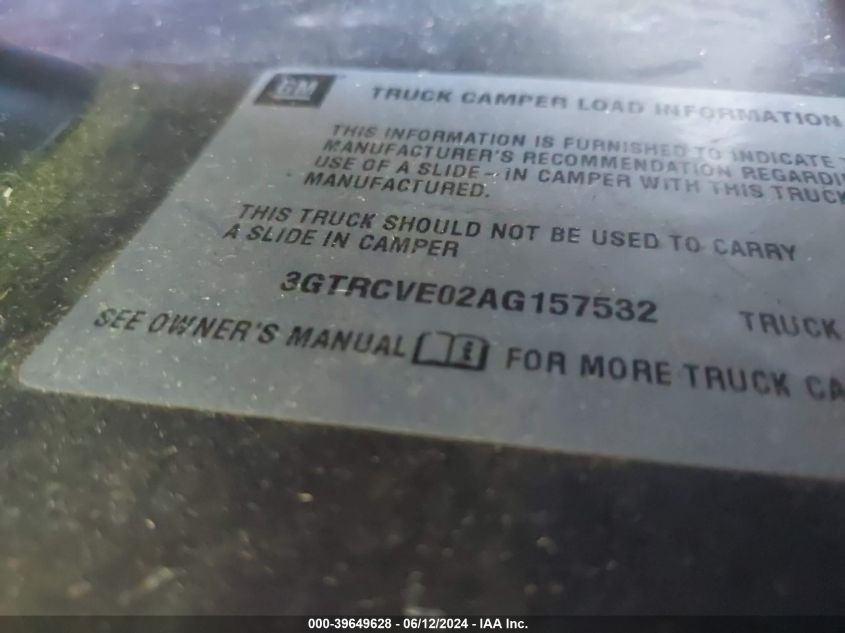 GM TRUCK CAMPER LOAD INFORMATION
THIS INFORMATION IS FURNISHED TO INDICATE
MANUFACTURER'S RECOMMENDATION
USE OF A SLIDE - IN CAMPER WITH THIS TRUCK
MANUFACTURED.
THIS TRUCK SHOULD NOT BE USED TO CARRY
A SLIDE IN CAMPER
3GTRCVE02AG157532 TRUCK
SEE OWNER'S MANUAL FOR MORE TRUCK CA
000-39649628 - 06/12/2024 - IAA Inc.